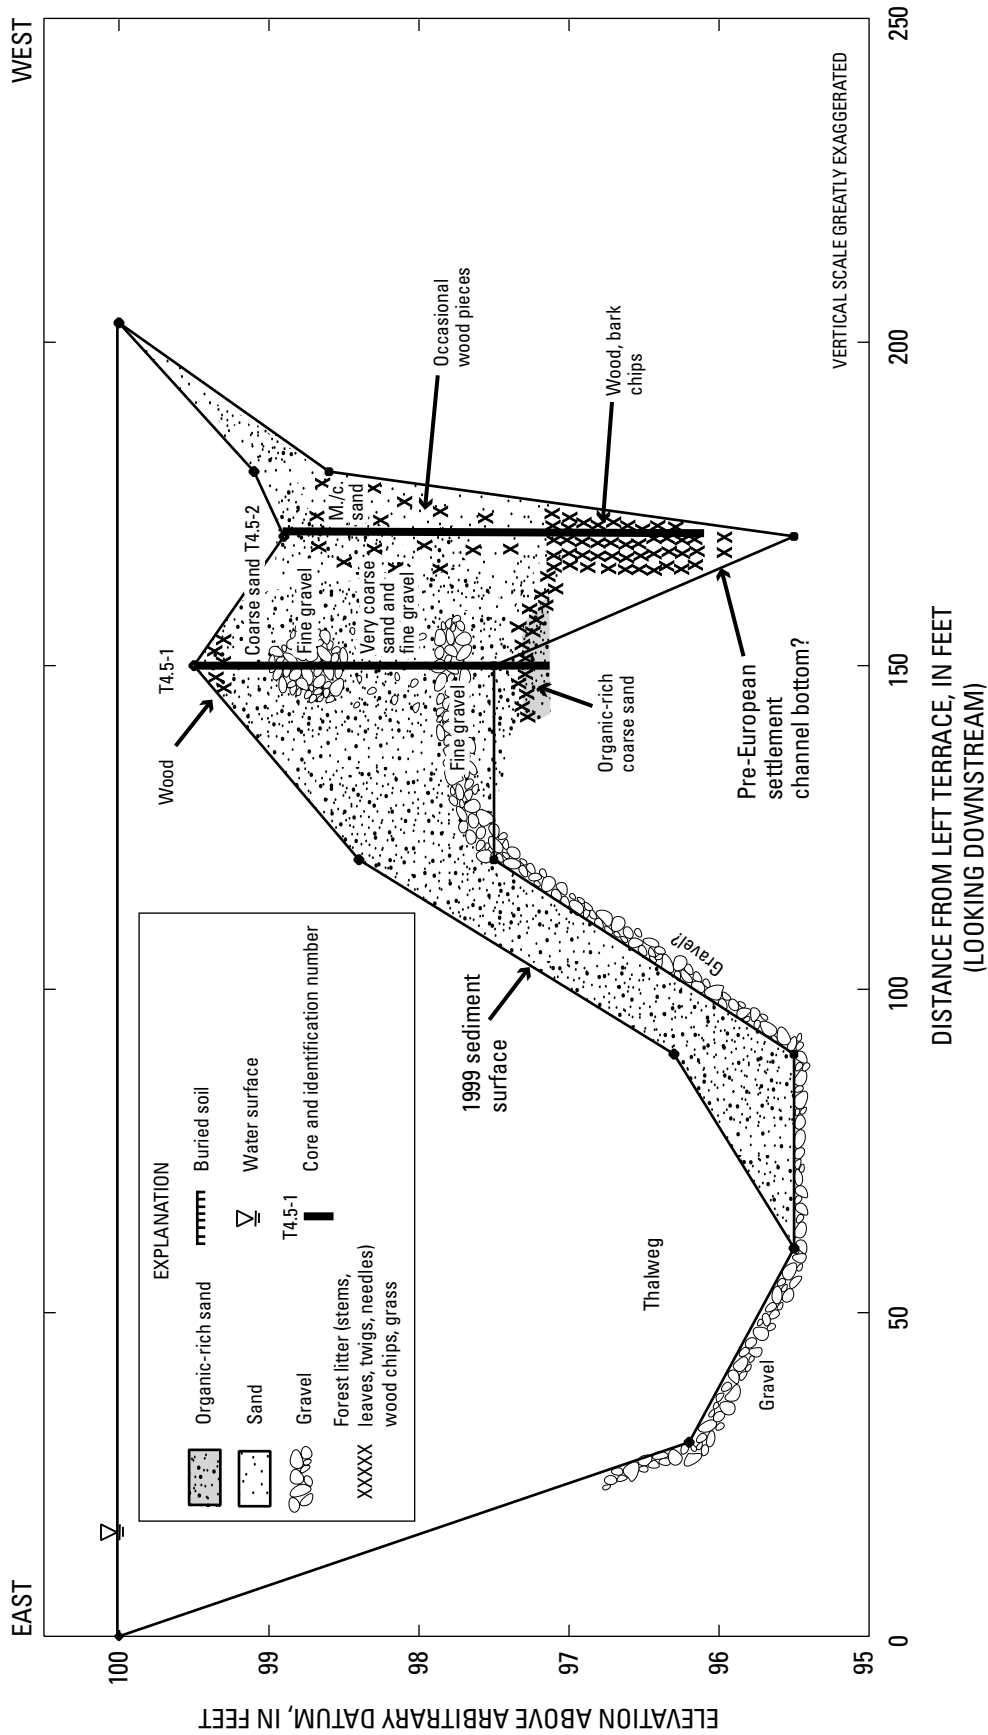 EAST
WEST
ELEVATION ABOVE ARBITRARY DATUM, IN FEET
100
99
98
97
96
95
EXPLANATION
Organic-rich sand
Sand
Gravel
XXXXX
Forest litter (stems,
leaves, twigs, needles)
wood chips, grass
Buried soil
Water surface
T4.5-1
Core and identification number
Wood
T4.5-1
Coarse sand
T4.5-2
Fine gravel
M./c.
sand
Very coarse
sand and
fine gravel
Fine gravel
Occasional
wood pieces
Wood, bark
chips
Organic-rich
coarse sand
1999 sediment
surface
Gravel?
Thalweg
Gravel
Pre-European
settlement
channel bottom?
VERTICAL SCALE GREATLY EXAGGERATED
0
50
100
150
200
250
DISTANCE FROM LEFT TERRACE, IN FEET
(LOOKING DOWNSTREAM)